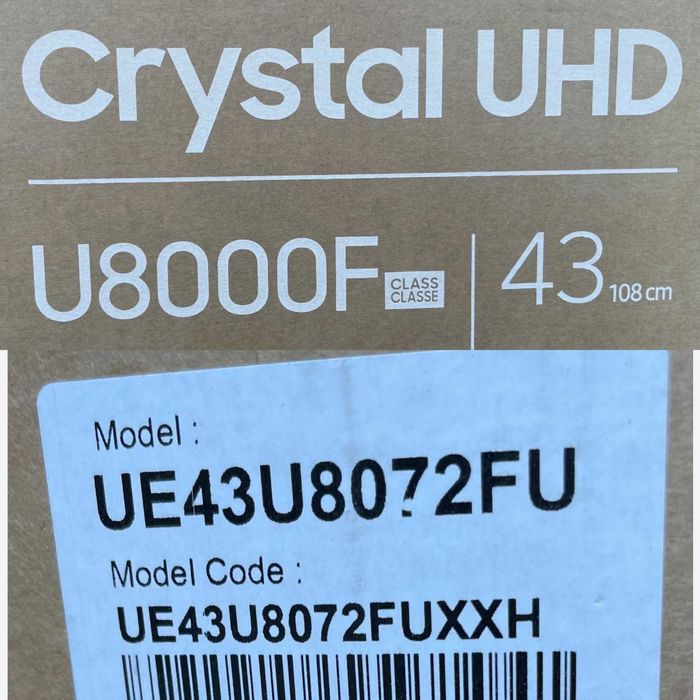 Crystal UHD
U8000F CLASS 43 108 cm
CLASSE
Model :
UE43U8072FU
Model Code :
UE43U8072FUXXH